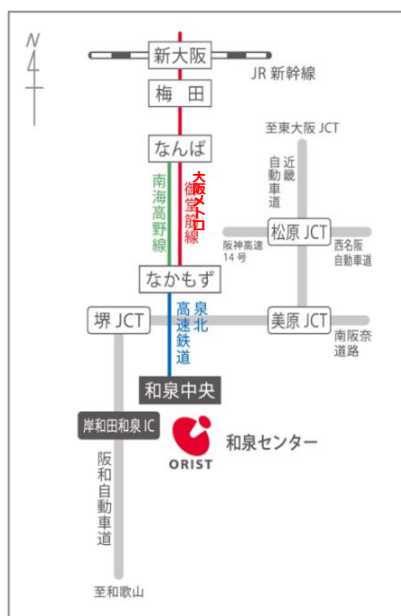 N
新大阪
JR 新幹線
梅　田
至東大阪 JCT
なんば
近畿
自動車道
南海高野線
大阪メトロ
御堂筋線
阪神高速
14 号
松原 JCT
西名阪
自動車道
なかもず
堺 JCT
泉北
高速鉄道
美原 JCT
南阪奈
道路
和泉中央
岸和田和泉 IC
ORIST
和泉センター
阪和自動車道
至和歌山